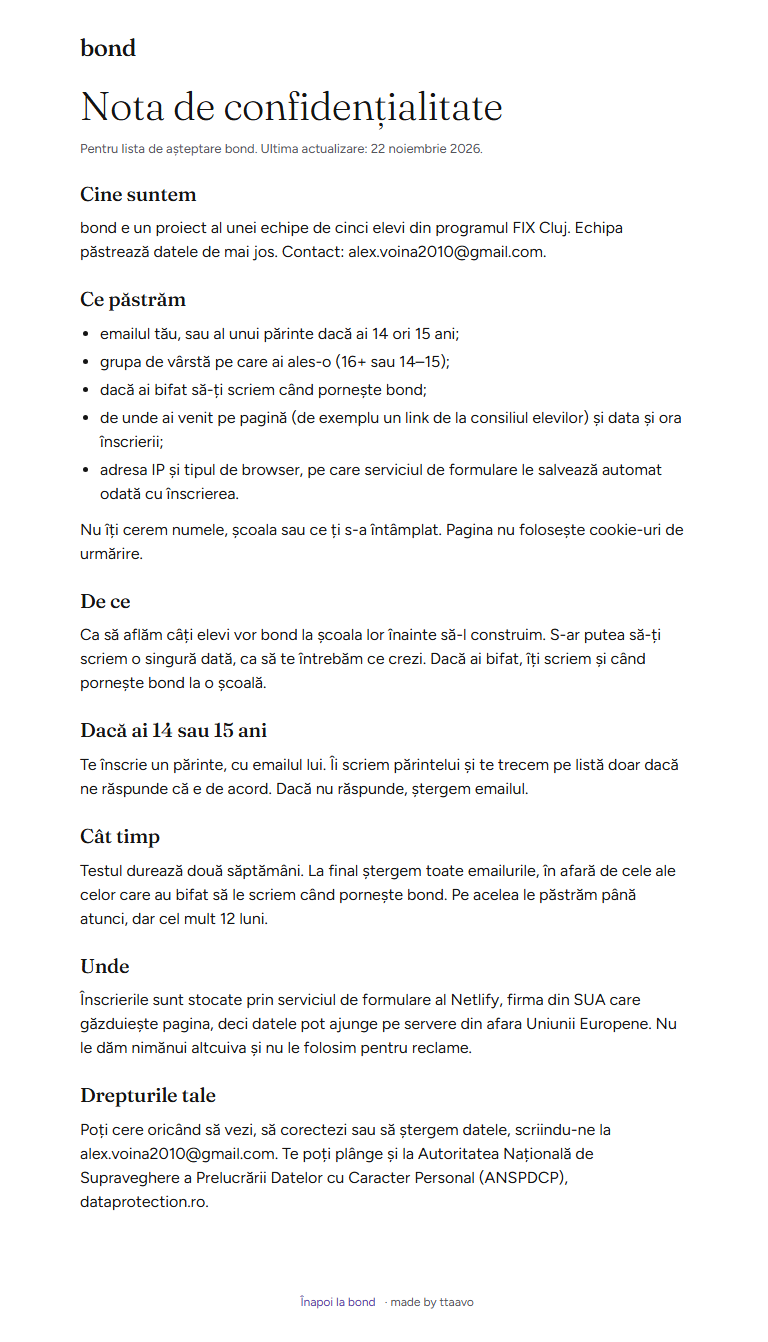 bond
Nota de confidențialitate
Pentru lista de așteptare bond. Ultima actualizare: 22 noiembrie 2026.
Cine suntem
bond e un proiect al unei echipe de cinci elevi din programul FIX Cluj. Echipa
păstrează datele de mai jos. Contact: alex.voina2010@gmail.com.
Ce păstrăm
• emailul tău, sau al unui părinte dacă ai 14 ori 15 ani;
• grupa de vârstă pe care ai ales-o (16+ sau 14–15);
• dacă ai bifat să-ți scriem când pornește bond;
• de unde ai venit pe pagină (de exemplu un link de la consiliul elevilor) și data și ora
înscrierii;
• adresa IP și tipul de browser, pe care serviciul de formulare le salvează automat
odată cu înscrierea.
Nu îți cerem numele, școala sau ce ți s-a întâmplat. Pagina nu folosește cookie-uri de
urmărire.
De ce
Ca să aflăm câți elevi vor bond la școala lor înainte să-l construim. S-ar putea să-ți
scriem o singură dată, ca să te întrebăm ce crezi. Dacă ai bifat, îți scriem și când
pornește bond la o școală.
Dacă ai 14 sau 15 ani
Te înscrie un părinte, cu emailul lui. Îi scriem părintelui și te trecem pe listă doar dacă
ne răspunde că e de acord. Dacă nu răspunde, ștergem emailul.
Cât timp
Testul durează două săptămâni. La final ștergem toate emailurile, în afară de cele ale
celor care au bifat să le scriem când pornește bond. Pe acelea le păstrăm până
atunci, dar cel mult 12 luni.
Unde
Înscrierile sunt stocate prin serviciul de formulare al Netlify, firma din SUA care
găzduiește pagina, deci datele pot ajunge pe servere din afara Uniunii Europene. Nu
le dăm nimănui altcuiva și nu le folosim pentru reclame.
Drepturile tale
Poți cere oricând să vezi, să corectezi sau să ștergem datele, scriindu-ne la
alex.voina2010@gmail.com. Te poți plânge și la Autoritatea Națională de
Supraveghere a Prelucrării Datelor cu Caracter Personal (ANSPDCP),
dataprotection.ro.
Înapoi la bond · made by ttaavo